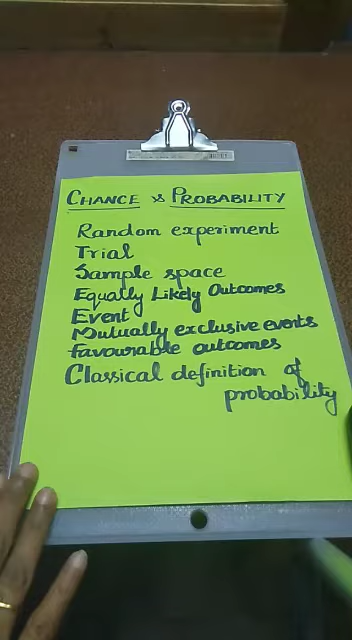 CHANCE & PROBABILITY
Random experiment
Trial
Sample space
Equally Likely Outcomes
Event
Mutually exclusive events
favourable outcomes
Classical definition of
probability